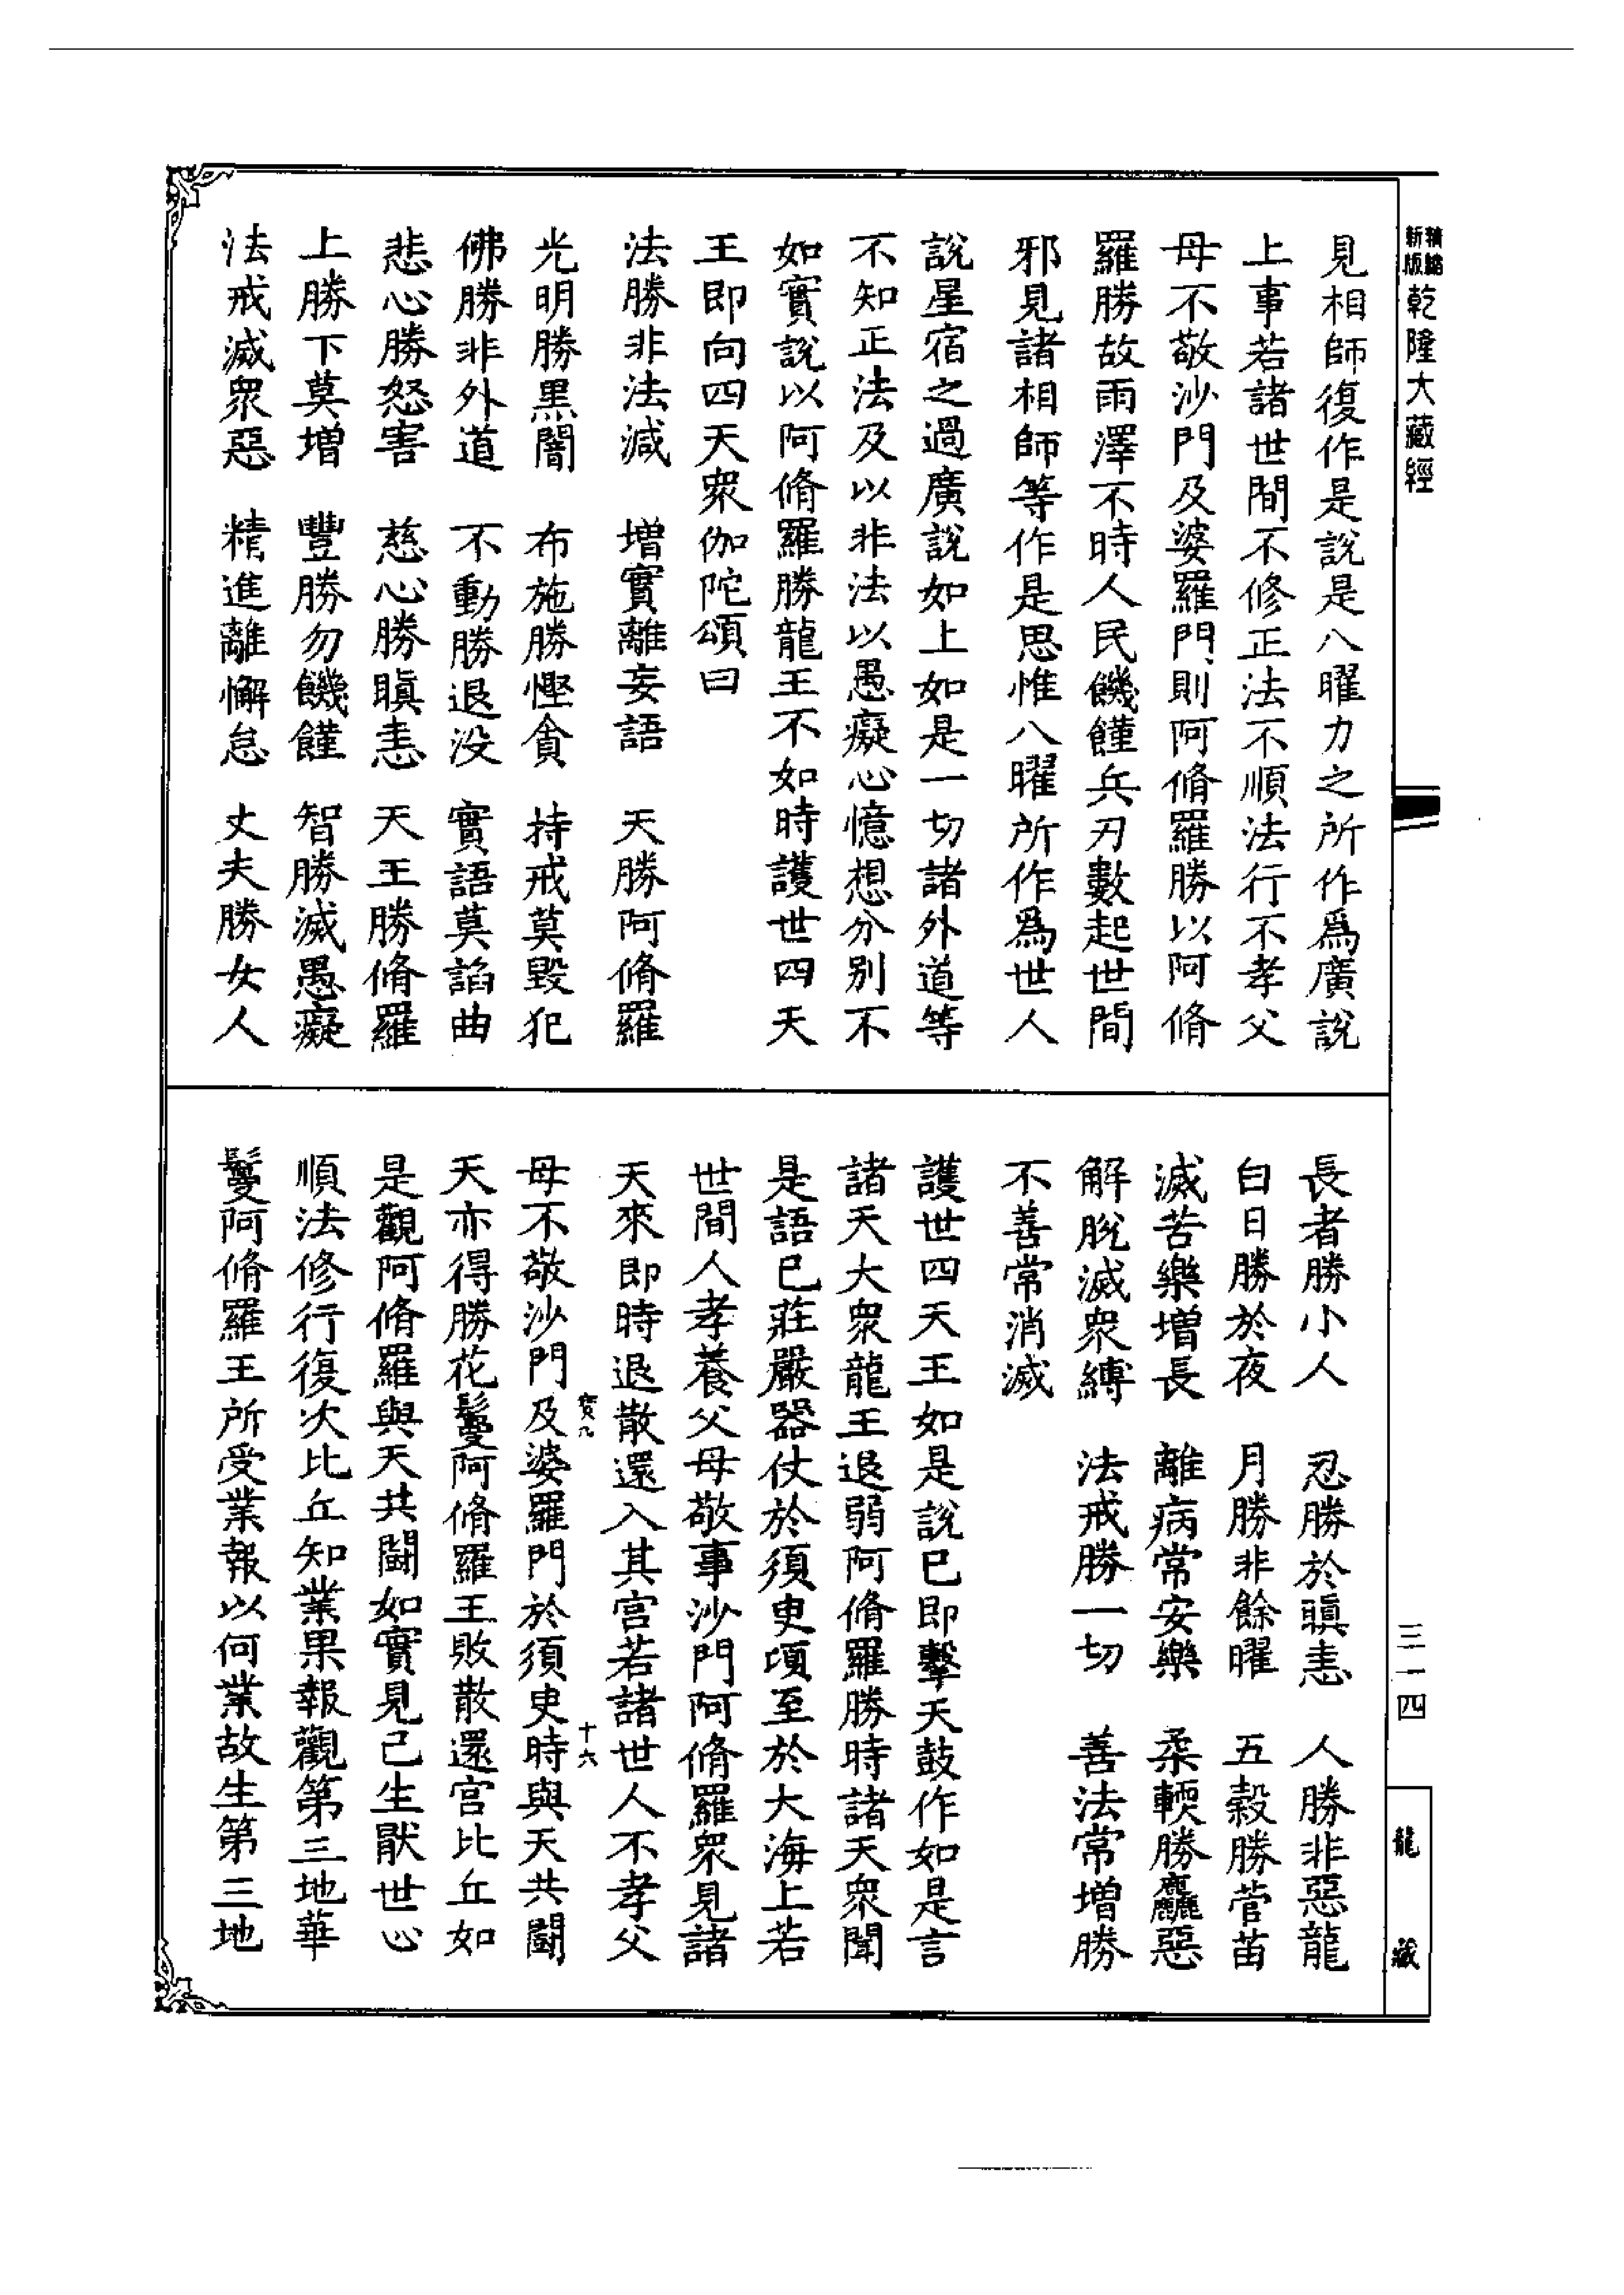 精縮
新版
乾隆大藏經
見相師復作是說是八曜力之所作爲廣說
上事若諸世間不修正法不順法行不孝父
母不敬沙門及婆羅門則阿脩羅勝以阿脩
羅勝故雨澤不時人民饑饉兵刃數起世間
邪見諸相師等作是思惟八曜所作爲世人
說星宿之過廣說如上如是一切諸外道等
不知正法及以非法以愚癡心憶想分別不
如實說以阿脩羅勝龍王不如時護世四天
王即向四天眾伽陀頌曰
法勝非法減　增實離妄語　天勝阿脩羅
光明勝黑闇　布施勝慳貪　持戒莫毀犯
佛勝非外道　不動勝退没　實語莫諂曲
悲心勝怒害　慈心勝瞋恚　天王勝脩羅
上勝下莫增　豐勝勿饑饉　智勝滅愚癡
法戒滅眾惡　精進離懈怠　丈夫勝女人
長者勝小人　忍勝於瞋恚　人勝非惡龍
白日勝於夜　月勝非餘曜　五穀勝菅苗
滅苦樂增長　離病常安樂　柔輭勝麤惡
解脫滅眾縛　法戒勝一切　善法常增勝
不善常消滅
護世四天王如是說已即擊天鼓作如是言
諸天大眾龍王退弱阿脩羅勝時諸天眾聞
是語已莊嚴器仗於須臾頃至於大海上若
世間人孝養父母敬事沙門阿脩羅眾見諸
天來即時退散還入其宮若諸世人不孝父
母不敬沙門及婆羅門於須臾時與天共鬪
天亦得勝花鬘阿脩羅王敗散還宮比丘如
是觀阿脩羅與天共鬪如實見已生厭世心
順法修行復次比丘知業果報觀第三地華
鬘阿脩羅王所受業報以何業故生第三地
十六
三一四
龍藏